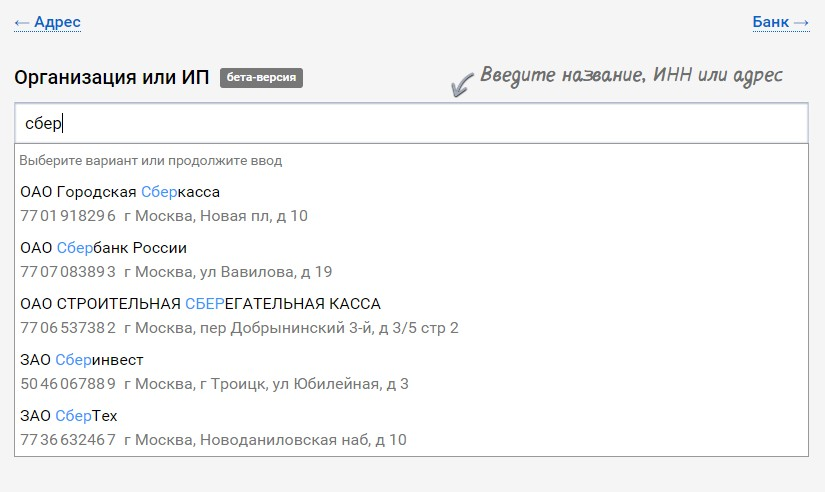 ← Адрес Банк →
Организация или ИП бета-версия Введите название, ИНН или адрес
сбер
Выберите вариант или продолжите ввод
ОАО Городская Сберкасса
7701918296 г Москва, Новая пл, д 10
ОАО Сбербанк России
7707083893 г Москва, ул Вавилова, д 19
ОАО СТРОИТЕЛЬНАЯ СБЕРЕГАТЕЛЬНАЯ КАССА
7706537382 г Москва, пер Добрынинский 3-й, д 3/5 стр 2
ЗАО Сберинвест
5046067889 г Москва, г Троицк, ул Юбилейная, д 3
ЗАО СберТех
7736632467 г Москва, Новоданиловская наб, д 10